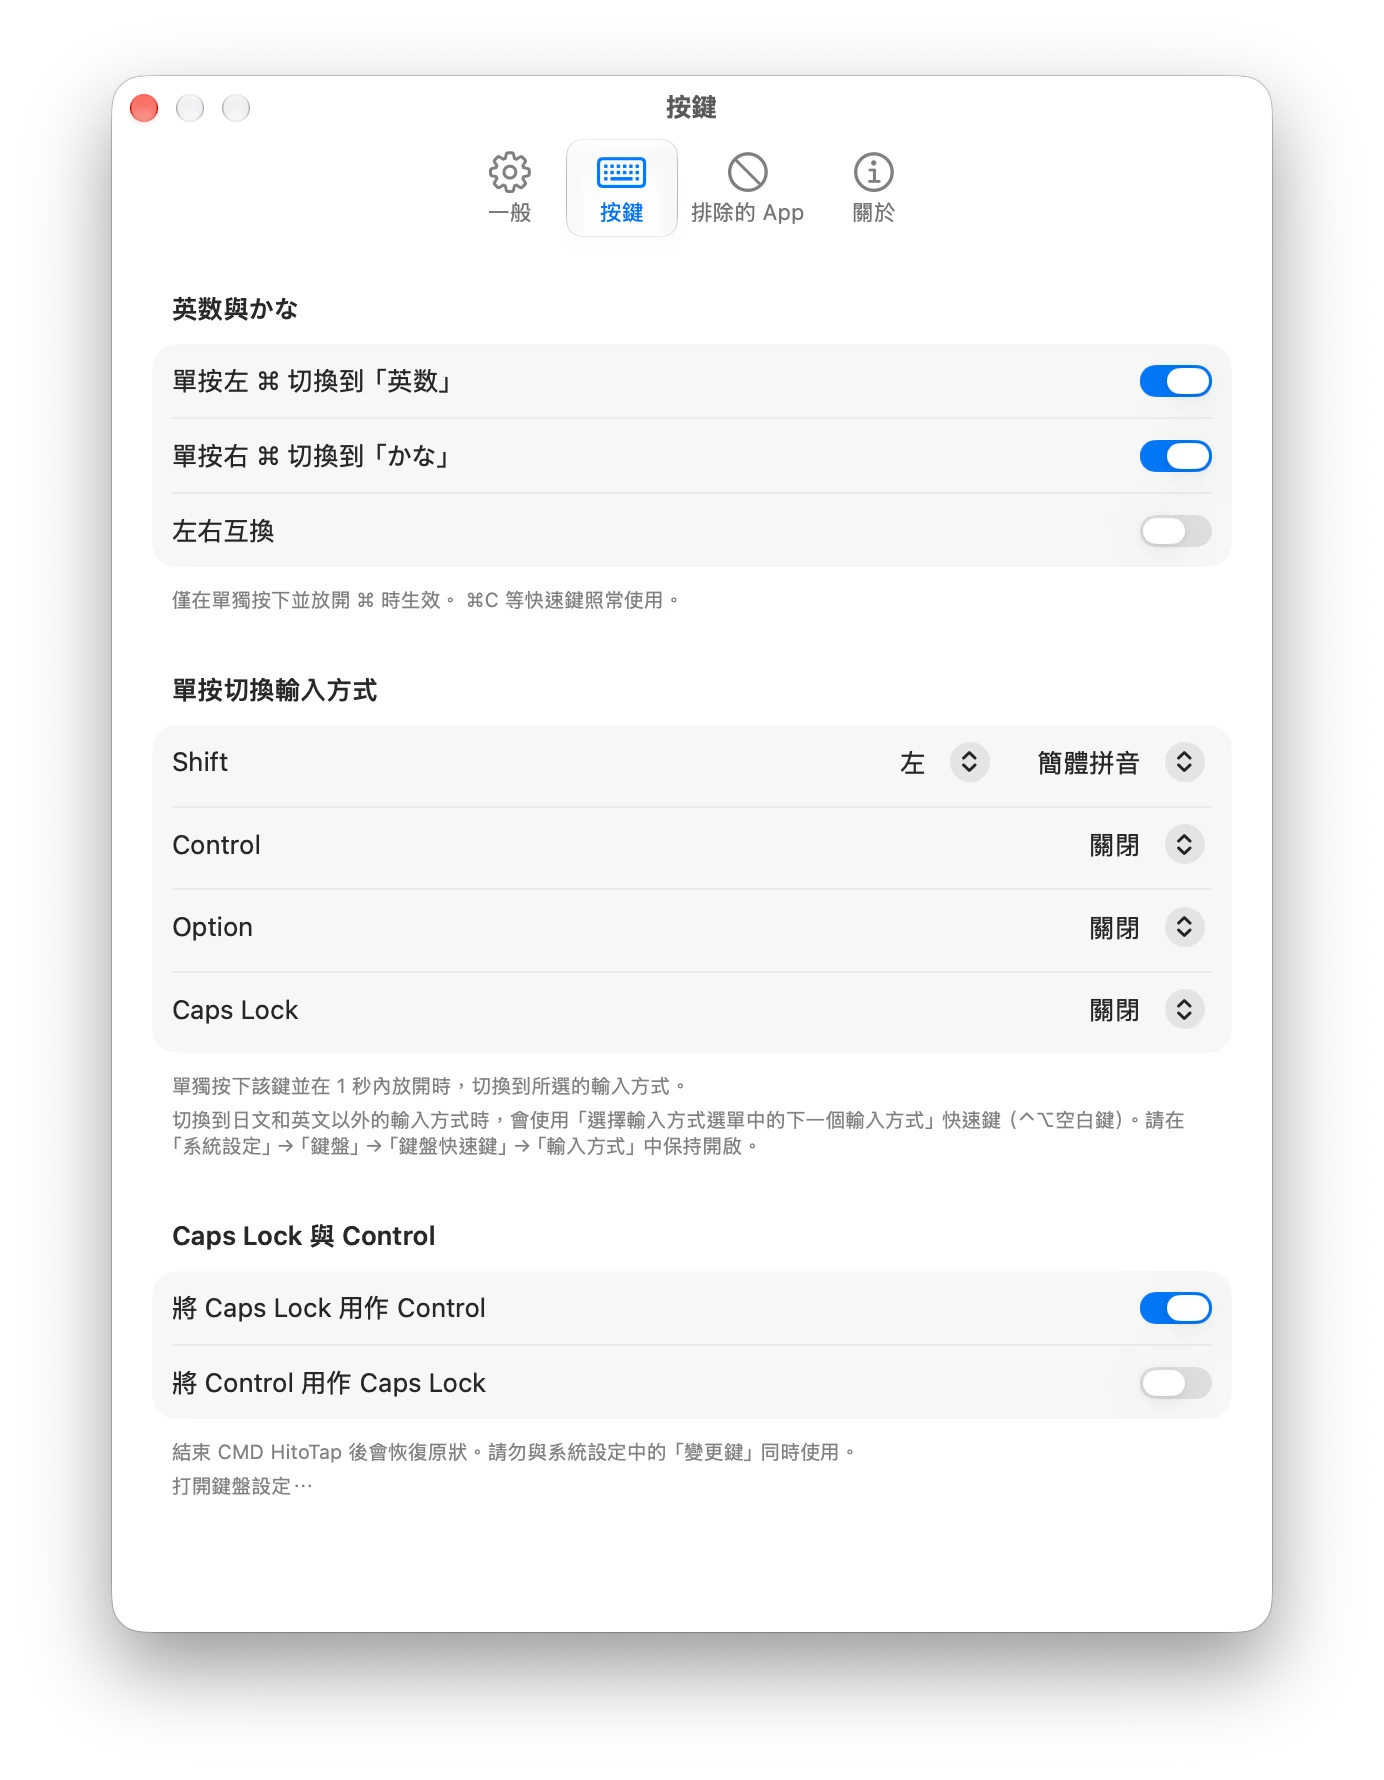 按鍵
一般
按鍵
排除的 App
關於
英数與かな
單按左 ⌘ 切換到「英数」
單按右 ⌘ 切換到「かな」
左右互換
僅在單獨按下並放開 ⌘ 時生效。 ⌘C 等快速鍵照常使用。
單按切換輸入方式
Shift 左 簡體拼音
Control 關閉
Option 關閉
Caps Lock 關閉
單獨按下該鍵並在 1 秒內放開時，切換到所選的輸入方式。
切換到日文和英文以外的輸入方式時，會使用「選擇輸入方式選單中的下一個輸入方式」快速鍵 (⌃⌥空白鍵)。請在
「系統設定」→「鍵盤」→「鍵盤快速鍵」→「輸入方式」中保持開啟。
Caps Lock 與 Control
將 Caps Lock 用作 Control
將 Control 用作 Caps Lock
結束 CMD HitoTap 後會恢復原狀。請勿與系統設定中的「變更鍵」同時使用。
打開鍵盤設定⋯